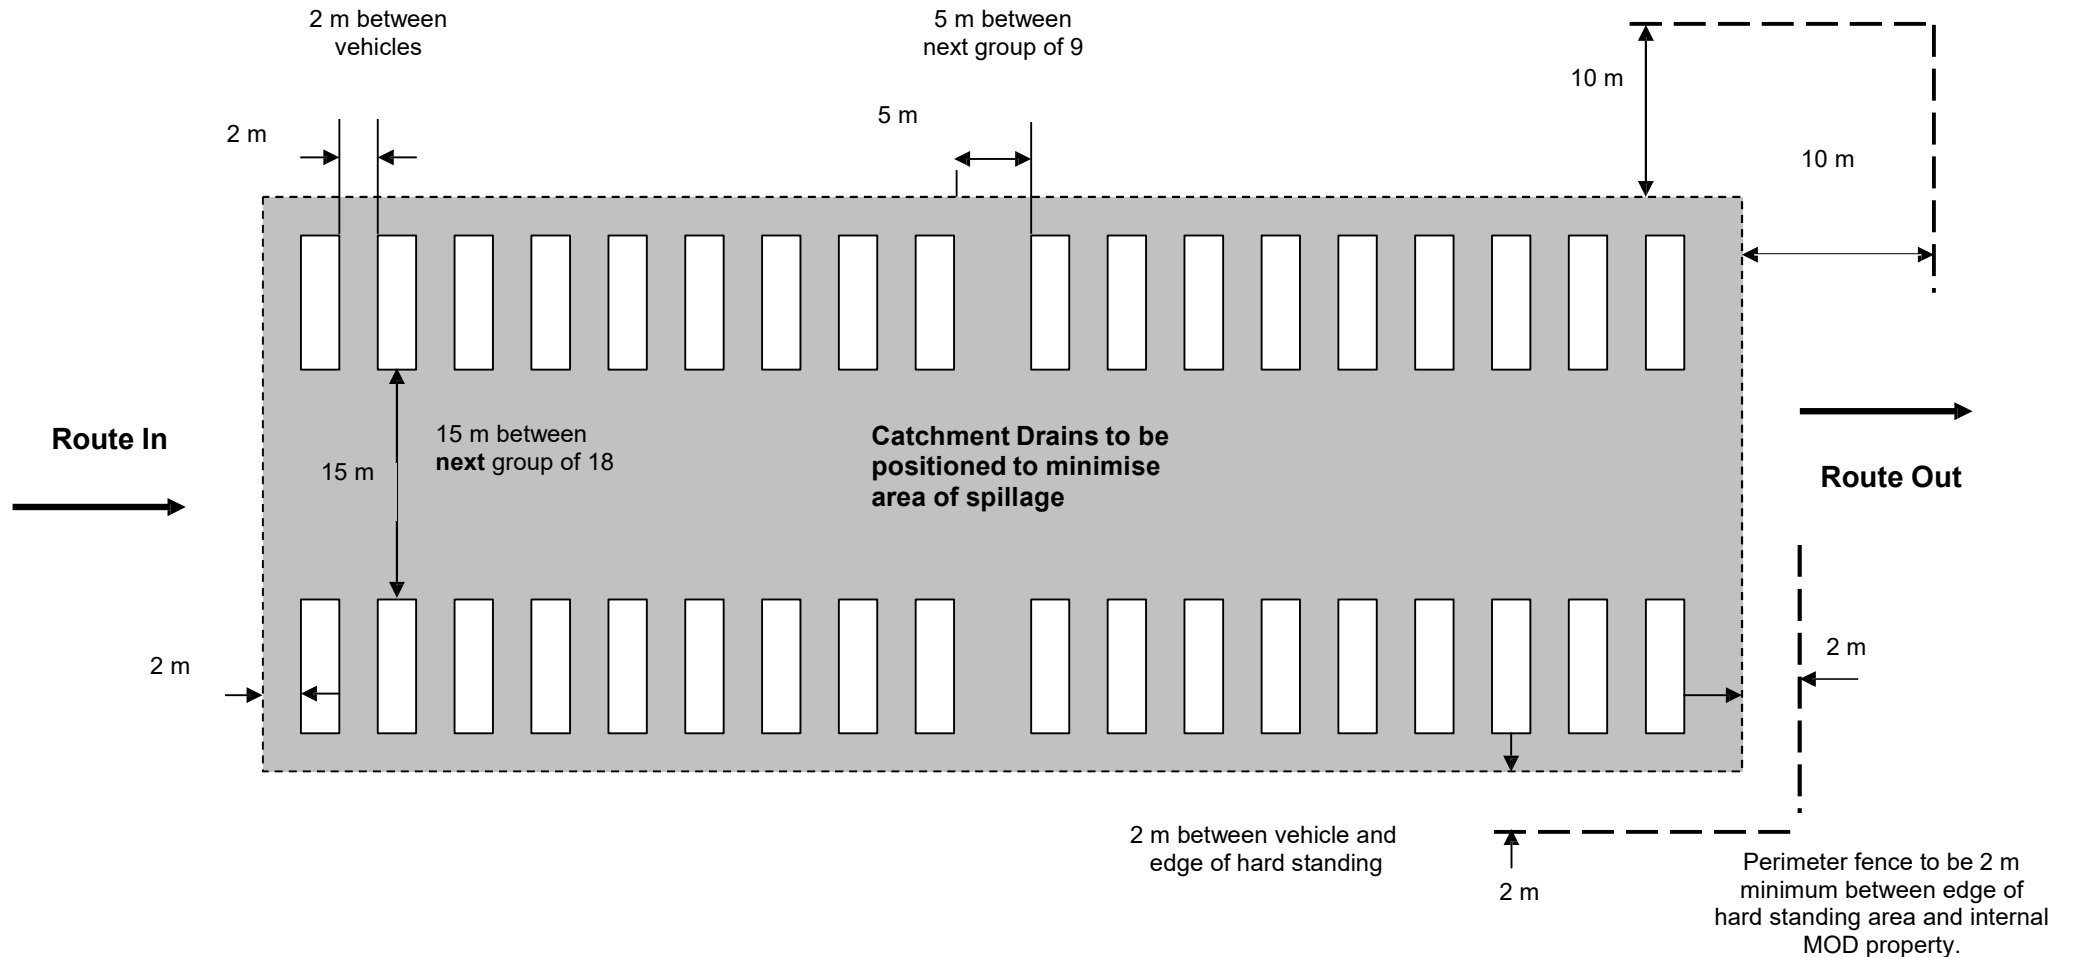 2 m between
vehicles
5 m between
next group of 9
10 m
5 m
2 m
10 m
Route In
15 m between
next group of 18
15 m
Catchment Drains to be
positioned to minimise
area of spillage
Route Out
2 m
2 m
2 m between vehicle and
edge of hard standing
2 m
Perimeter fence to be 2 m
minimum between edge of
hard standing area and internal
MOD property.